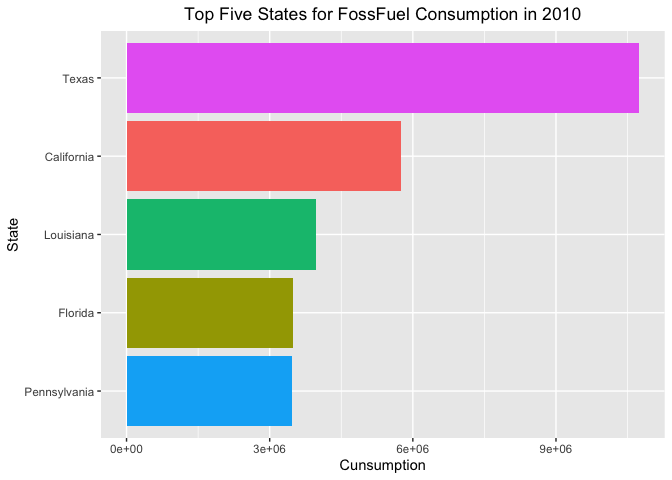 Top Five States for FossFuel Consumption in 2010
Texas
California
Louisiana
Florida
Pennsylvania
State
0e+00 3e+06 6e+06 9e+06
Cunsumption